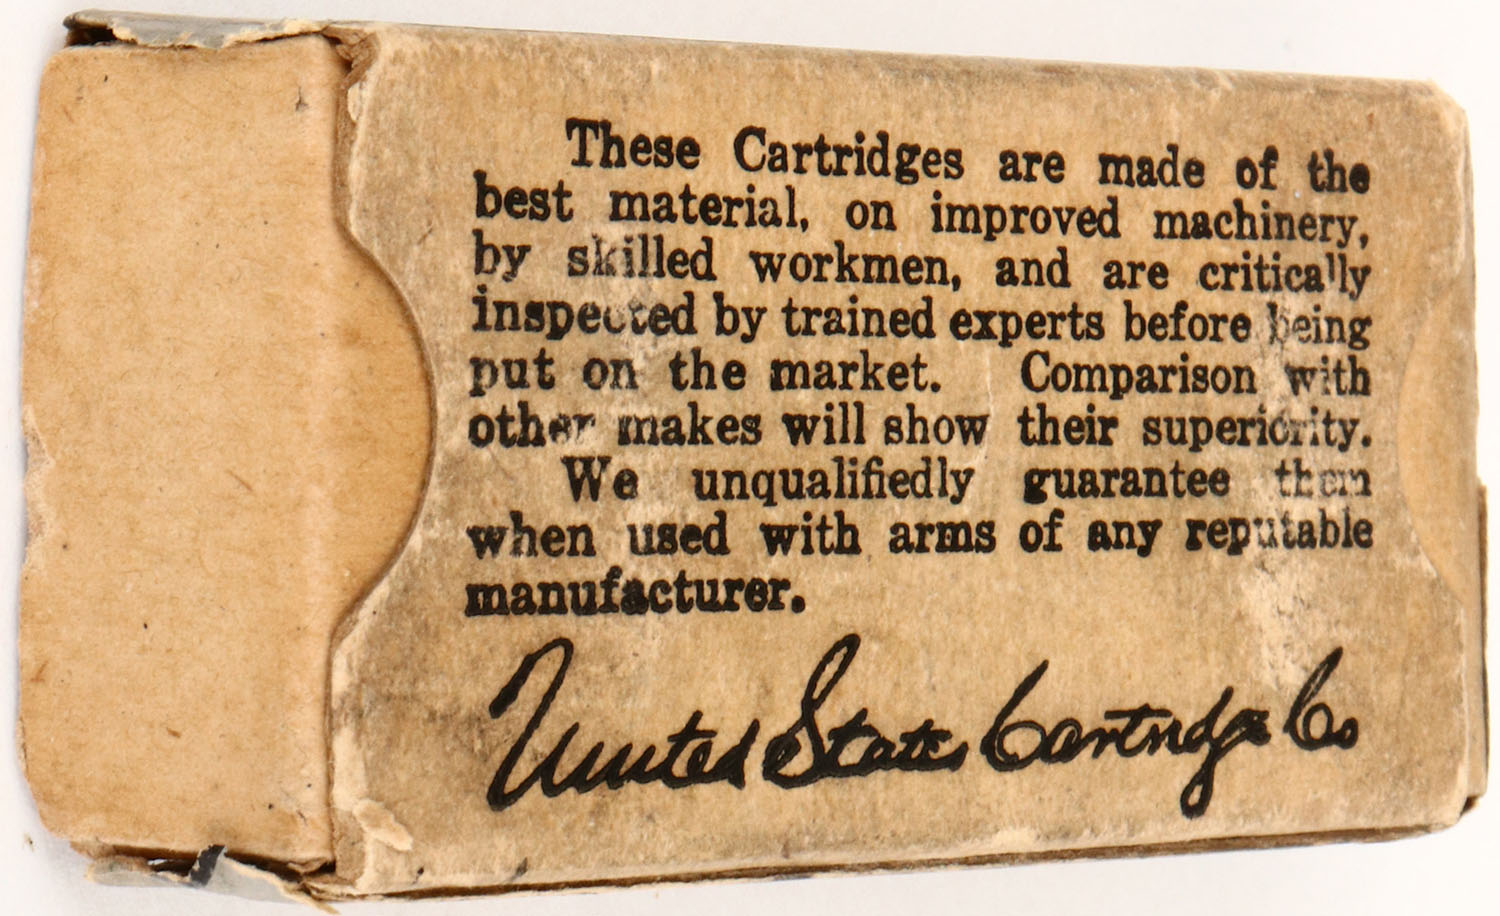 These Cartridges are made of the
best material, on improved machinery,
by skilled workmen, and are critically
inspected by trained experts before being
put on the market. Comparison with
other makes will show their superiority.
We unqualifiedly guarantee them
when used with arms of any reputable
manufacturer.
United States Cartridge Co